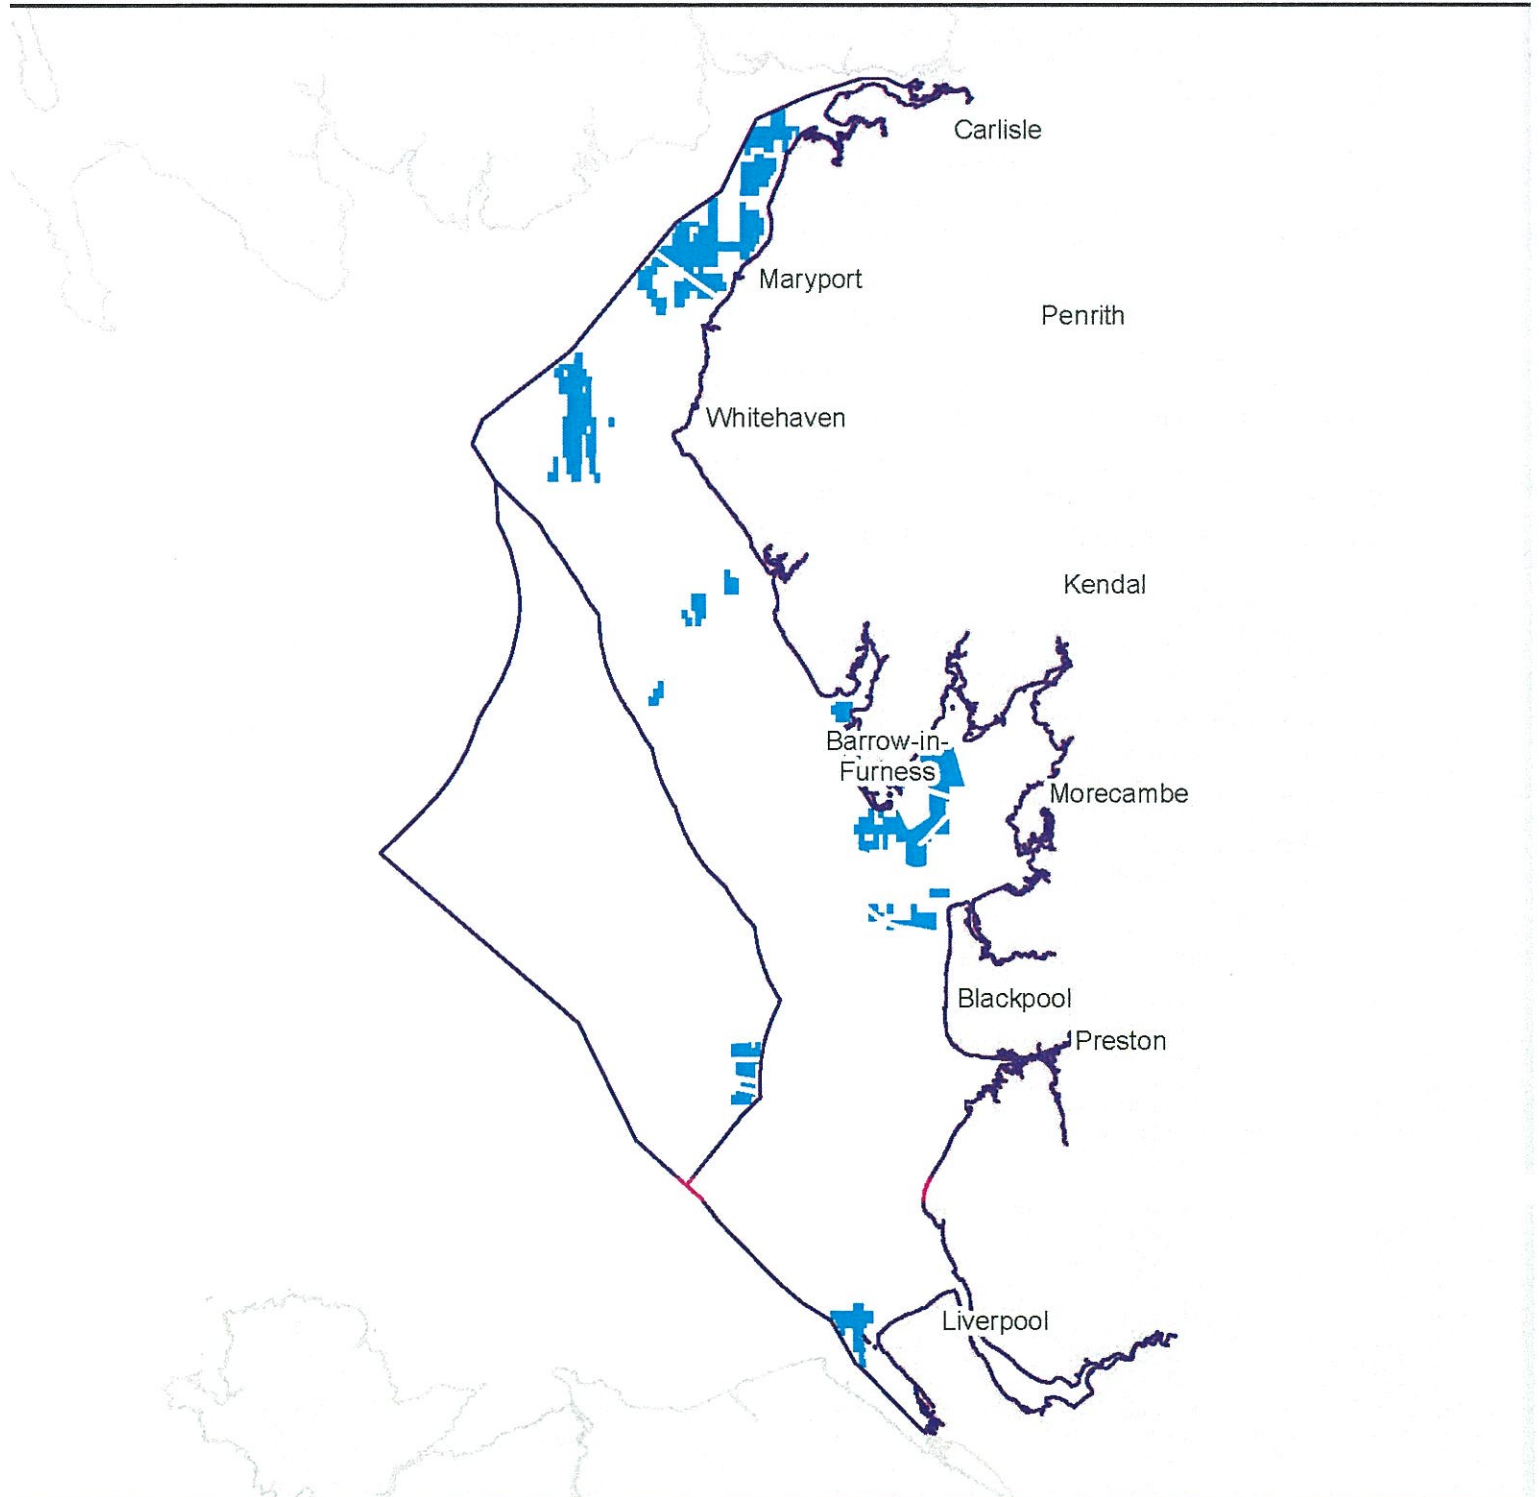 Carlisle
Maryport
Penrith
Whitehaven
Kendal
Barrow-in-
Furness
Morecambe
Blackpool
Preston
Liverpool